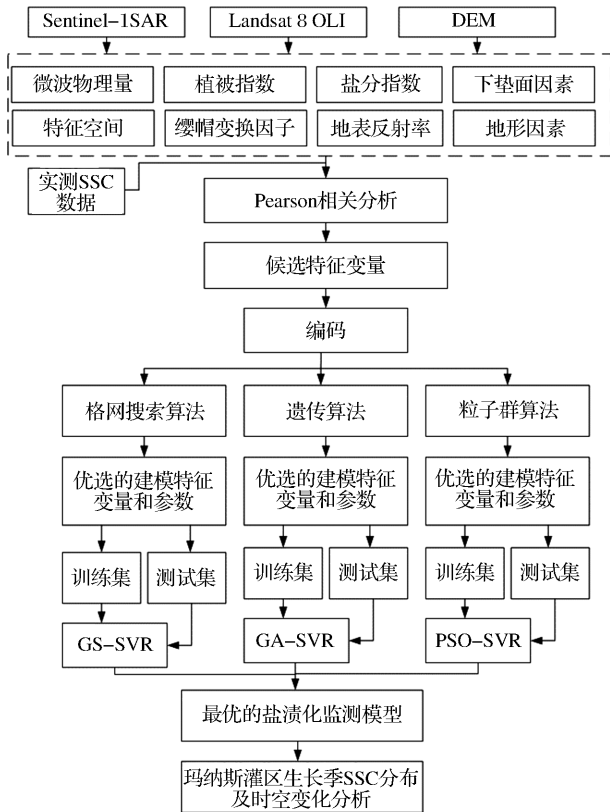 Sentinel-1SAR
Landsat 8 OLI
DEM
微波物理量
植被指数
盐分指数
下垫面因素
特征空间
缨帽变换因子
地表反射率
地形因素
实测SSC
数据
Pearson相关分析
候选特征变量
编码
格网搜索算法
遗传算法
粒子群算法
优选的建模特征
变量和参数
优选的建模特征
变量和参数
优选的建模特征
变量和参数
训练集
测试集
训练集
测试集
训练集
测试集
GS-SVR
GA-SVR
PSO-SVR
最优的盐渍化监测模型
玛纳斯灌区生长季SSC分布
及时空变化分析